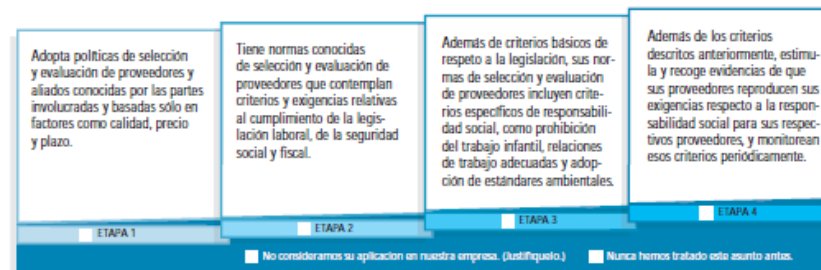 Adopta políticas de selección
y evaluación de proveedores y
aliados conocidas por las partes
involucradas y basadas sólo en
factores como calidad, precio
y plazo.
ETAPA 1
Tiene normas conocidas
de selección y evaluación de
proveedores que contemplan
criterios y exigencias relativas
al cumplimiento de la legis-
lación laboral, de la seguridad
social y fiscal.
ETAPA 2
Además de criterios básicos de
respeto a la legislación, sus nor-
mas de selección y evaluación
de proveedores incluyen crite-
rios específicos de responsabili-
dad social, como prohibición
del trabajo infantil, relaciones
de trabajo adecuadas y adop-
ción de estándares ambientales.
ETAPA 3
Además de los criterios
descritos anteriormente, estimu-
la y recoge evidencias de que
sus proveedores reproducen sus
exigencias respecto a la respon-
sabilidad social para sus respec-
tivos proveedores, y monitorean
esos criterios periódicamente.
ETAPA 4
No consideramos su aplicacion en nuestra empresa. (Justifíquelo.)
Nunca hemos tratado este asunto antes.